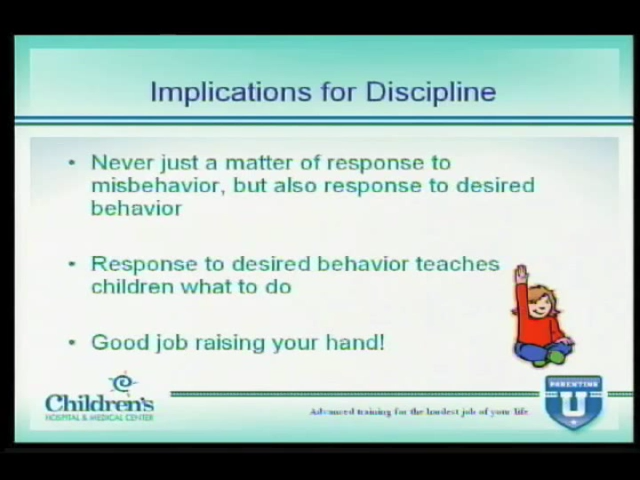 Implications for Discipline
• Never just a matter of response to
misbehavior, but also response to desired
behavior
• Response to desired behavior teaches
children what to do
• Good job raising your hand!
Children's
HOSPITAL & MEDICAL CENTER
Advanced training for the hardest job of your life
PARENTING
U